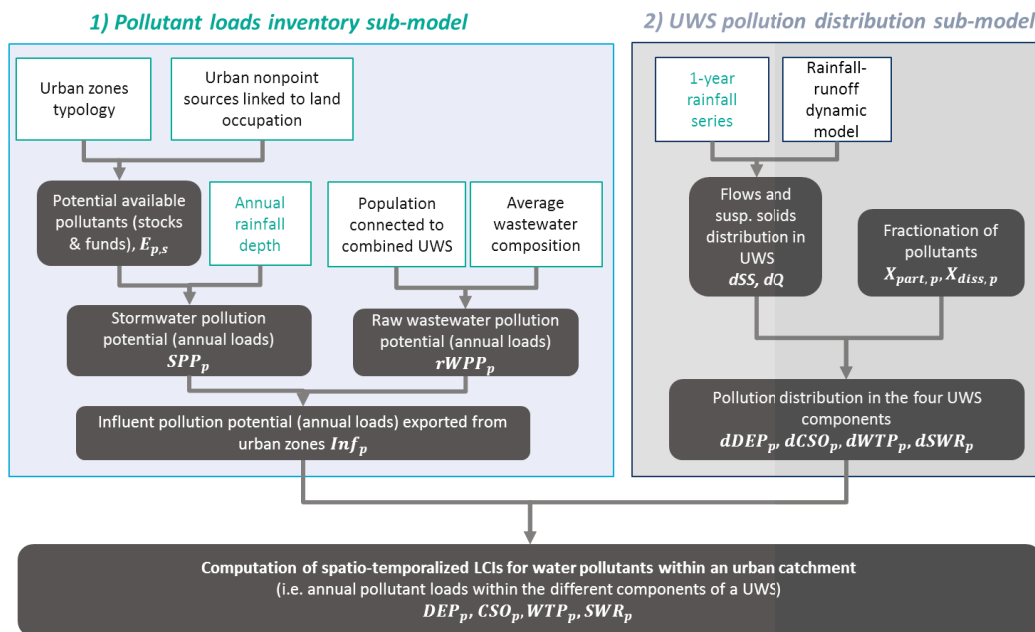 1) Pollutant loads inventory sub-model
Urban zones
typology
Urban nonpoint
sources linked to land
occupation
Potential available
pollutants (stocks
& funds), E_{p,s}
Annual
rainfall
depth
Population
connected to
combined UWS
Average
wastewater
composition
Stormwater pollution
potential (annual loads)
SPP_p
Raw wastewater pollution
potential (annual loads)
rWPP_p
Influent pollution potential (annual loads) exported from
urban zones Inf_p
2) UWS pollution distribution sub-model
1-year
rainfall
series
Rainfall-
runoff
dynamic
model
Flows and
susp. solids
distribution in
UWS
dSS, dQ
Fractionation of
pollutants
X_{part,p}, X_{diss,p}
Pollution distribution in the four UWS
components
dDEP_p, dCSO_p, dWTP_p, dSWR_p
Computation of spatio-temporalized LCIs for water pollutants within an urban catchment
(i.e. annual pollutant loads within the different components of a UWS)
DEP_p, CSO_p, WTP_p, SWR_p